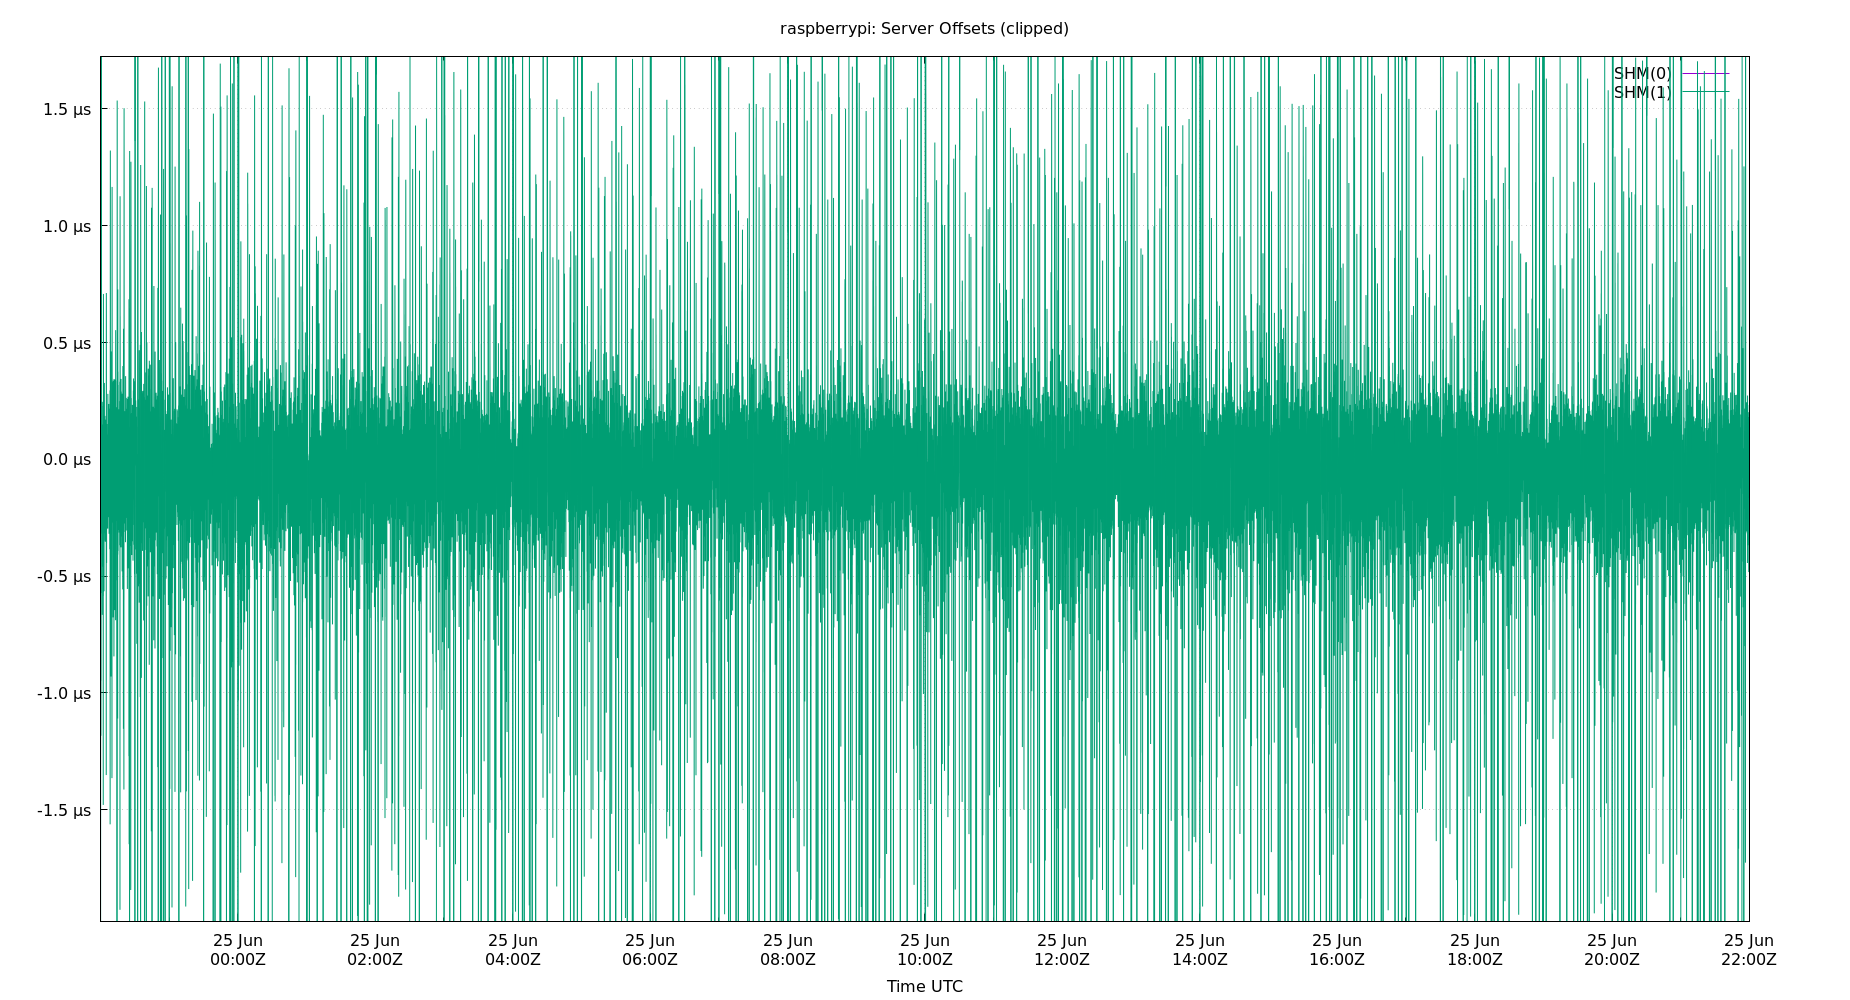 raspberrypi: Server Offsets (clipped)
SHM(0)
SHM(1)
1.5 µs
1.0 µs
0.5 µs
0.0 µs
-0.5 µs
-1.0 µs
-1.5 µs
25 Jun 25 Jun 25 Jun 25 Jun 25 Jun 25 Jun 25 Jun 25 Jun 25 Jun 25 Jun 25 Jun 25 Jun
00:00Z 02:00Z 04:00Z 06:00Z 08:00Z 10:00Z 12:00Z 14:00Z 16:00Z 18:00Z 20:00Z 22:00Z
Time UTC